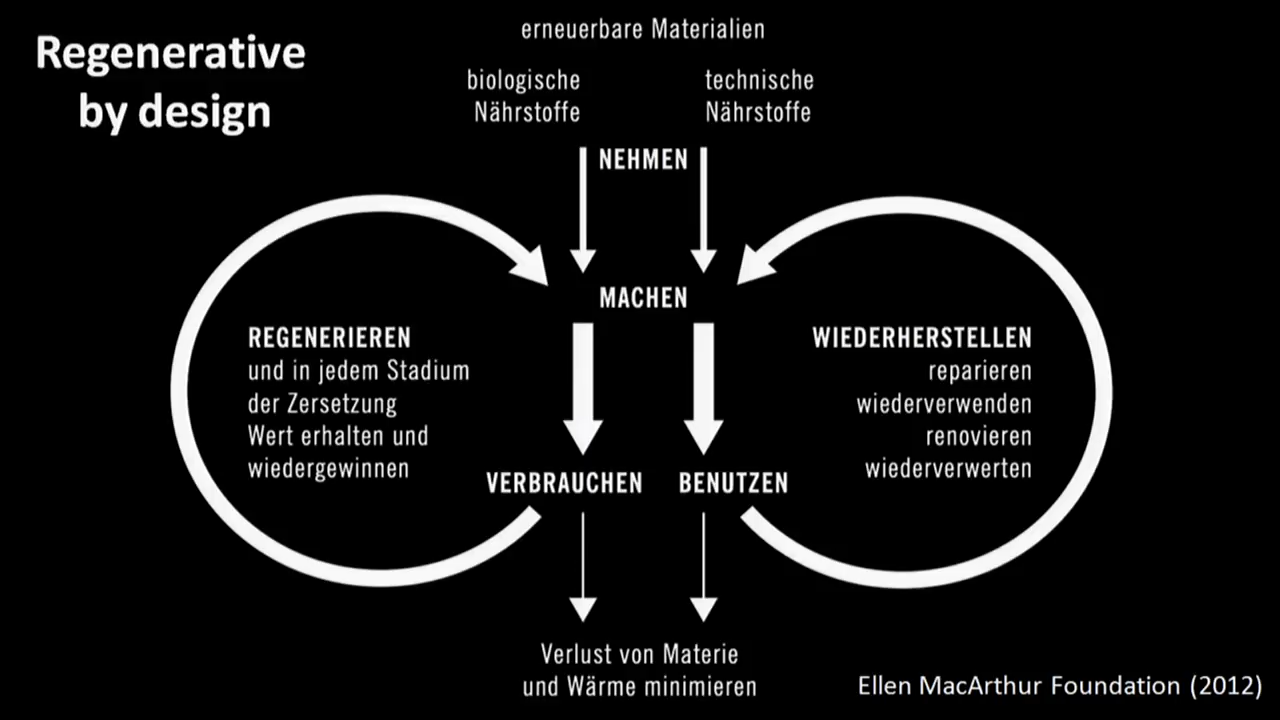 Regenerative
by design
erneuerbare Materialien
biologische
Nährstoffe
technische
Nährstoffe
NEHMEN
MACHEN
REGENERIEREN
und in jedem Stadium
der Zersetzung
Wert erhalten und
wiedergewinnen
WIEDERHERSTELLEN
reparieren
wiederverwenden
renovieren
wiederverwerten
VERBRAUCHEN
BENUTZEN
Verlust von Materie
und Wärme minimieren
Ellen MacArthur Foundation (2012)